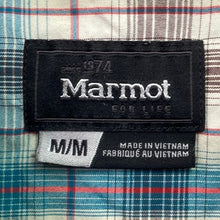 SINCE 1974
Marmot
FOR LIFE
M/M
MADE IN VIETNAM
FABRIQUÉ AU VIETNAM